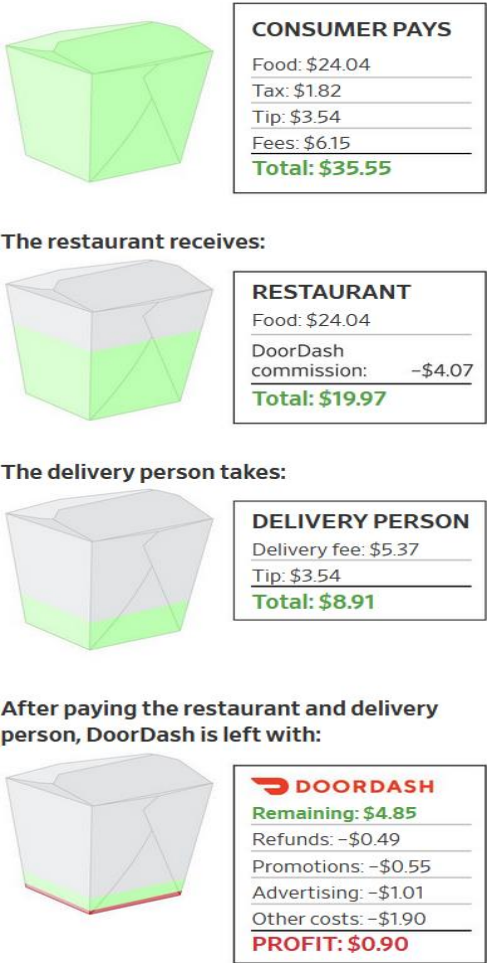 CONSUMER PAYS
Food: $24.04
Tax: $1.82
Tip: $3.54
Fees: $6.15
Total: $35.55
The restaurant receives:
RESTAURANT
Food: $24.04
DoorDash
commission: –$4.07
Total: $19.97
The delivery person takes:
DELIVERY PERSON
Delivery fee: $5.37
Tip: $3.54
Total: $8.91
After paying the restaurant and delivery
person, DoorDash is left with:
DOORDASH
Remaining: $4.85
Refunds: –$0.49
Promotions: –$0.55
Advertising: –$1.01
Other costs: –$1.90
PROFIT: $0.90